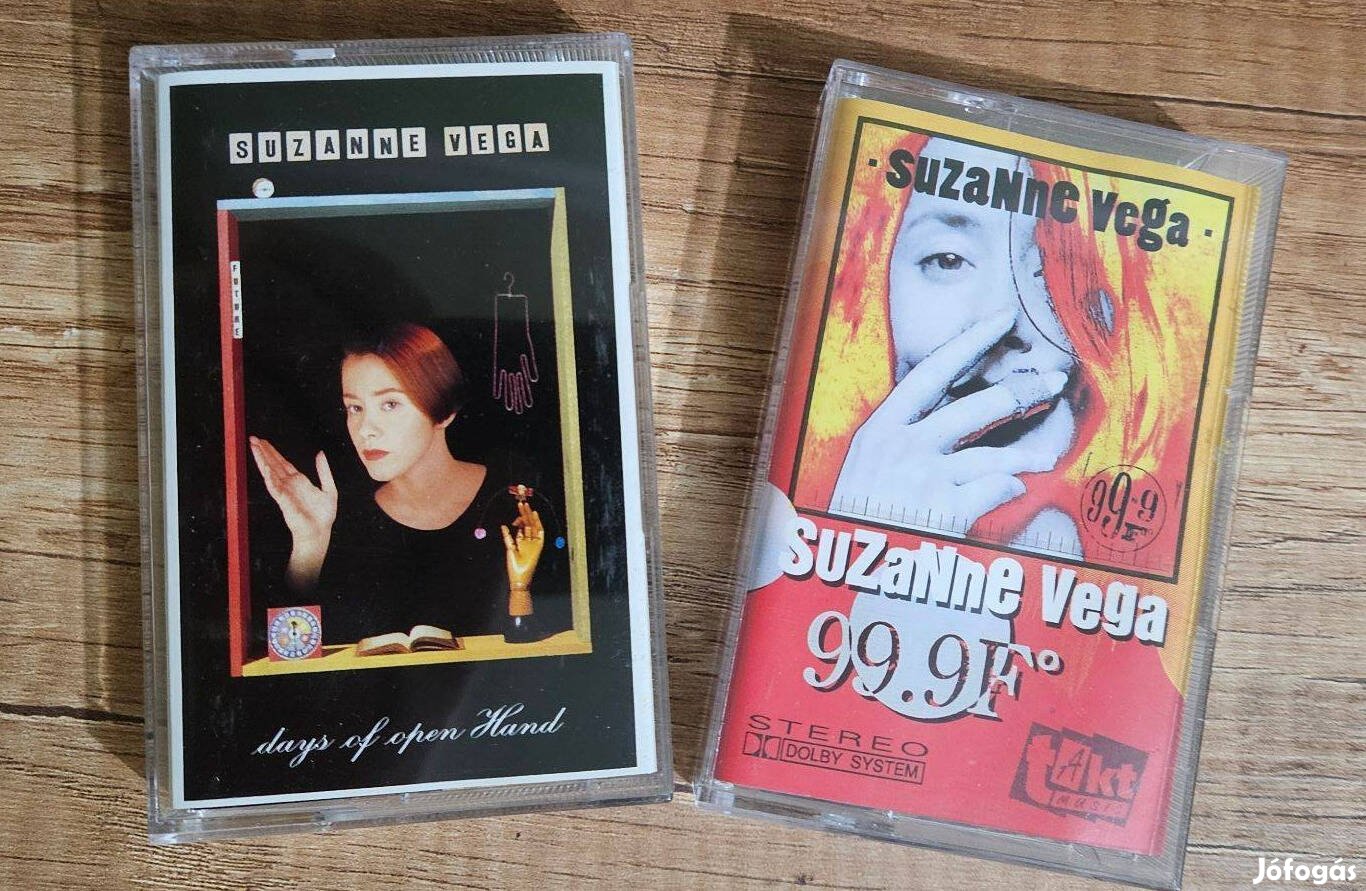 SUZANNE VEGA
FUTURE
days of open Hand
· suzaNne vega ·
99.9
F°
suzaNne vega
99.9F°
STEREO
DOLBY SYSTEM
tAkt
MUSIC
Jófogás